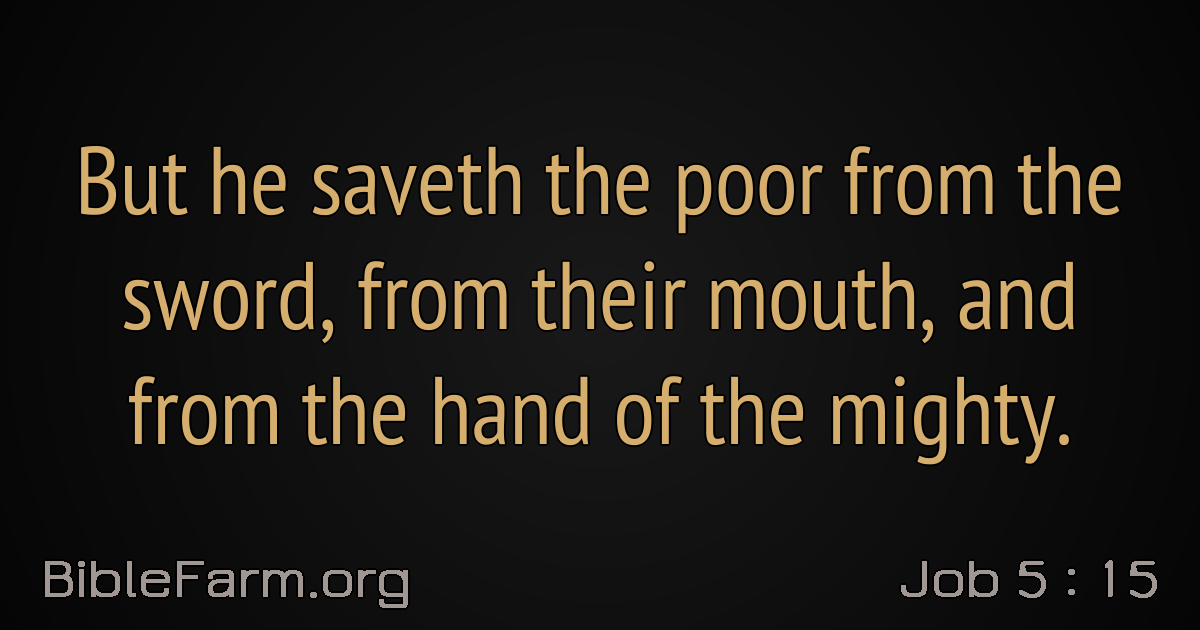 But he saveth the poor from the
sword, from their mouth, and
from the hand of the mighty.
BibleFarm.org
Job 5 : 15